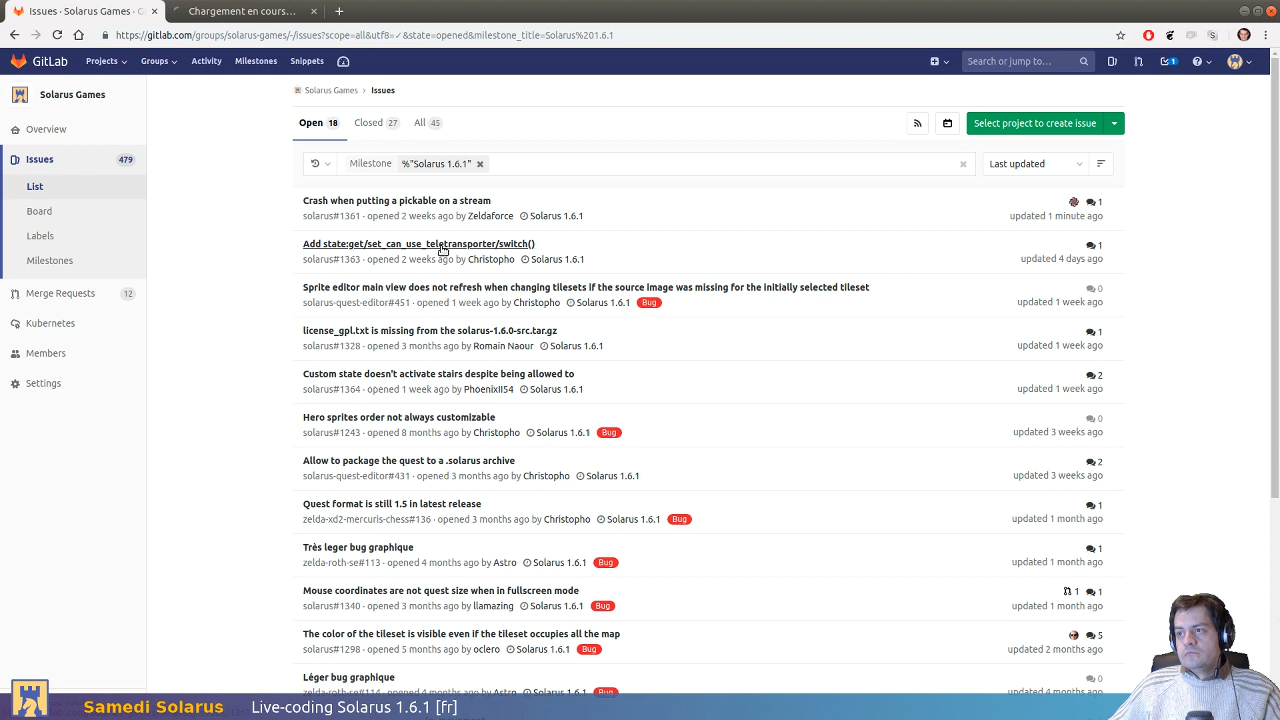 Issues · Solarus Games · G
Chargement en cours...
https://gitlab.com/groups/solarus-games/-/issues?scope=all&utf8=✓&state=opened&milestone_title=Solarus%201.6.1
GitLab
Projects
Groups
Activity
Milestones
Snippets
Search or jump to...
1
Solarus Games
Overview
Issues 479
List
Board
Labels
Milestones
Merge Requests 12
Kubernetes
Members
Settings
Solarus Games > Issues
Open 18 Closed 27 All 45
Select project to create issue
Milestone %"Solarus 1.6.1"
Last updated
Crash when putting a pickable on a stream 1
solarus#1361 · opened 2 weeks ago by Zeldaforce Solarus 1.6.1 updated 1 minute ago
Add state:get/set_can_use_teletransporter/switch() 1
solarus#1363 · opened 2 weeks ago by Christopho Solarus 1.6.1 updated 4 days ago
Sprite editor main view does not refresh when changing tilesets if the source image was missing for the initially selected tileset 0
solarus-quest-editor#451 · opened 1 week ago by Christopho Solarus 1.6.1 Bug updated 1 week ago
license_gpl.txt is missing from the solarus-1.6.0-src.tar.gz 1
solarus#1328 · opened 3 months ago by Romain Naour Solarus 1.6.1 updated 1 week ago
Custom state doesn't activate stairs despite being allowed to 2
solarus#1364 · opened 1 week ago by PhoenixII54 Solarus 1.6.1 updated 1 week ago
Hero sprites order not always customizable 0
solarus#1243 · opened 8 months ago by Christopho Solarus 1.6.1 Bug updated 3 weeks ago
Allow to package the quest to a .solarus archive 2
solarus-quest-editor#431 · opened 3 months ago by Christopho Solarus 1.6.1 updated 3 weeks ago
Quest format is still 1.5 in latest release 1
zelda-xd2-mercuris-chess#136 · opened 3 months ago by Christopho Solarus 1.6.1 Bug updated 1 month ago
Très leger bug graphique 1
zelda-roth-se#113 · opened 4 months ago by Astro Solarus 1.6.1 Bug updated 1 month ago
Mouse coordinates are not quest size when in fullscreen mode 1 1
solarus#1340 · opened 3 months ago by llamazing Solarus 1.6.1 Bug updated 1 month ago
The color of the tileset is visible even if the tileset occupies all the map 5
solarus#1298 · opened 5 months ago by oclero Solarus 1.6.1 Bug updated 2 months ago
Léger bug graphique 0
zelda-roth-se#114 · opened 4 months ago by Astro Solarus 1.6.1 Bug updated 4 months ago
Samedi Solarus Live-coding Solarus 1.6.1 [fr]